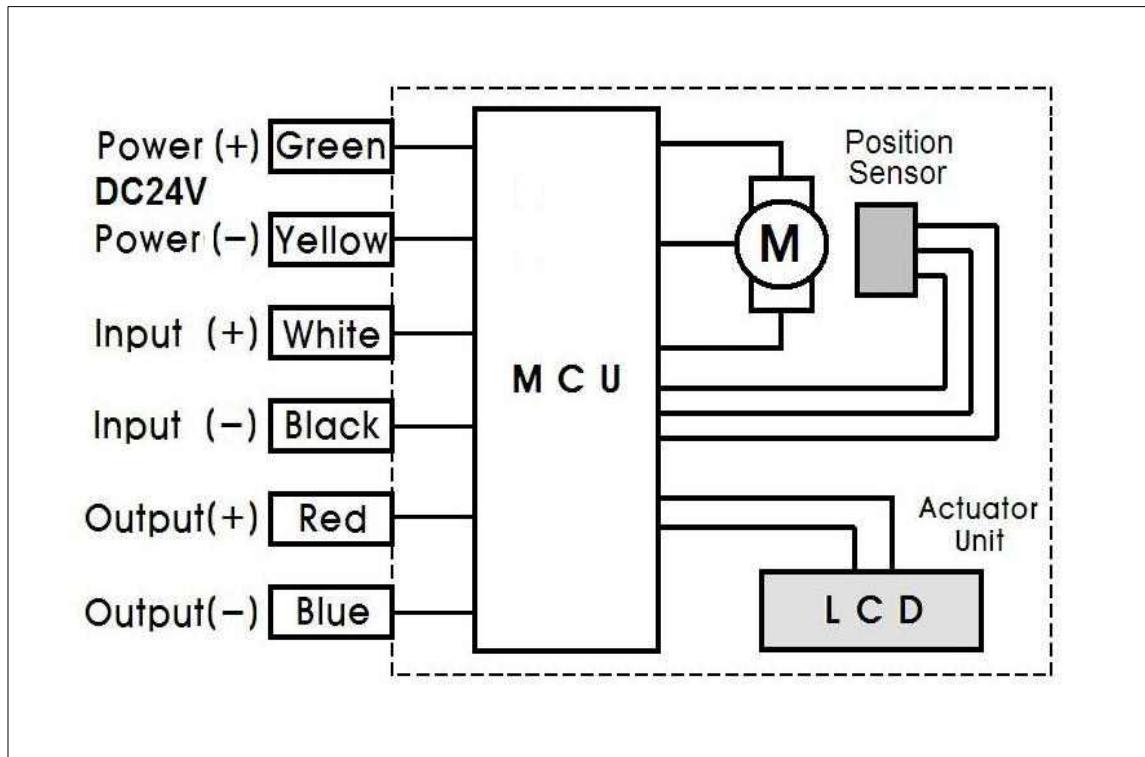 Power (+) Green
DC24V
Power (-) Yellow
Input (+) White
Input (-) Black
Output(+) Red
Output(-) Blue
M C U
M
Position
Sensor
Actuator
Unit
L C D